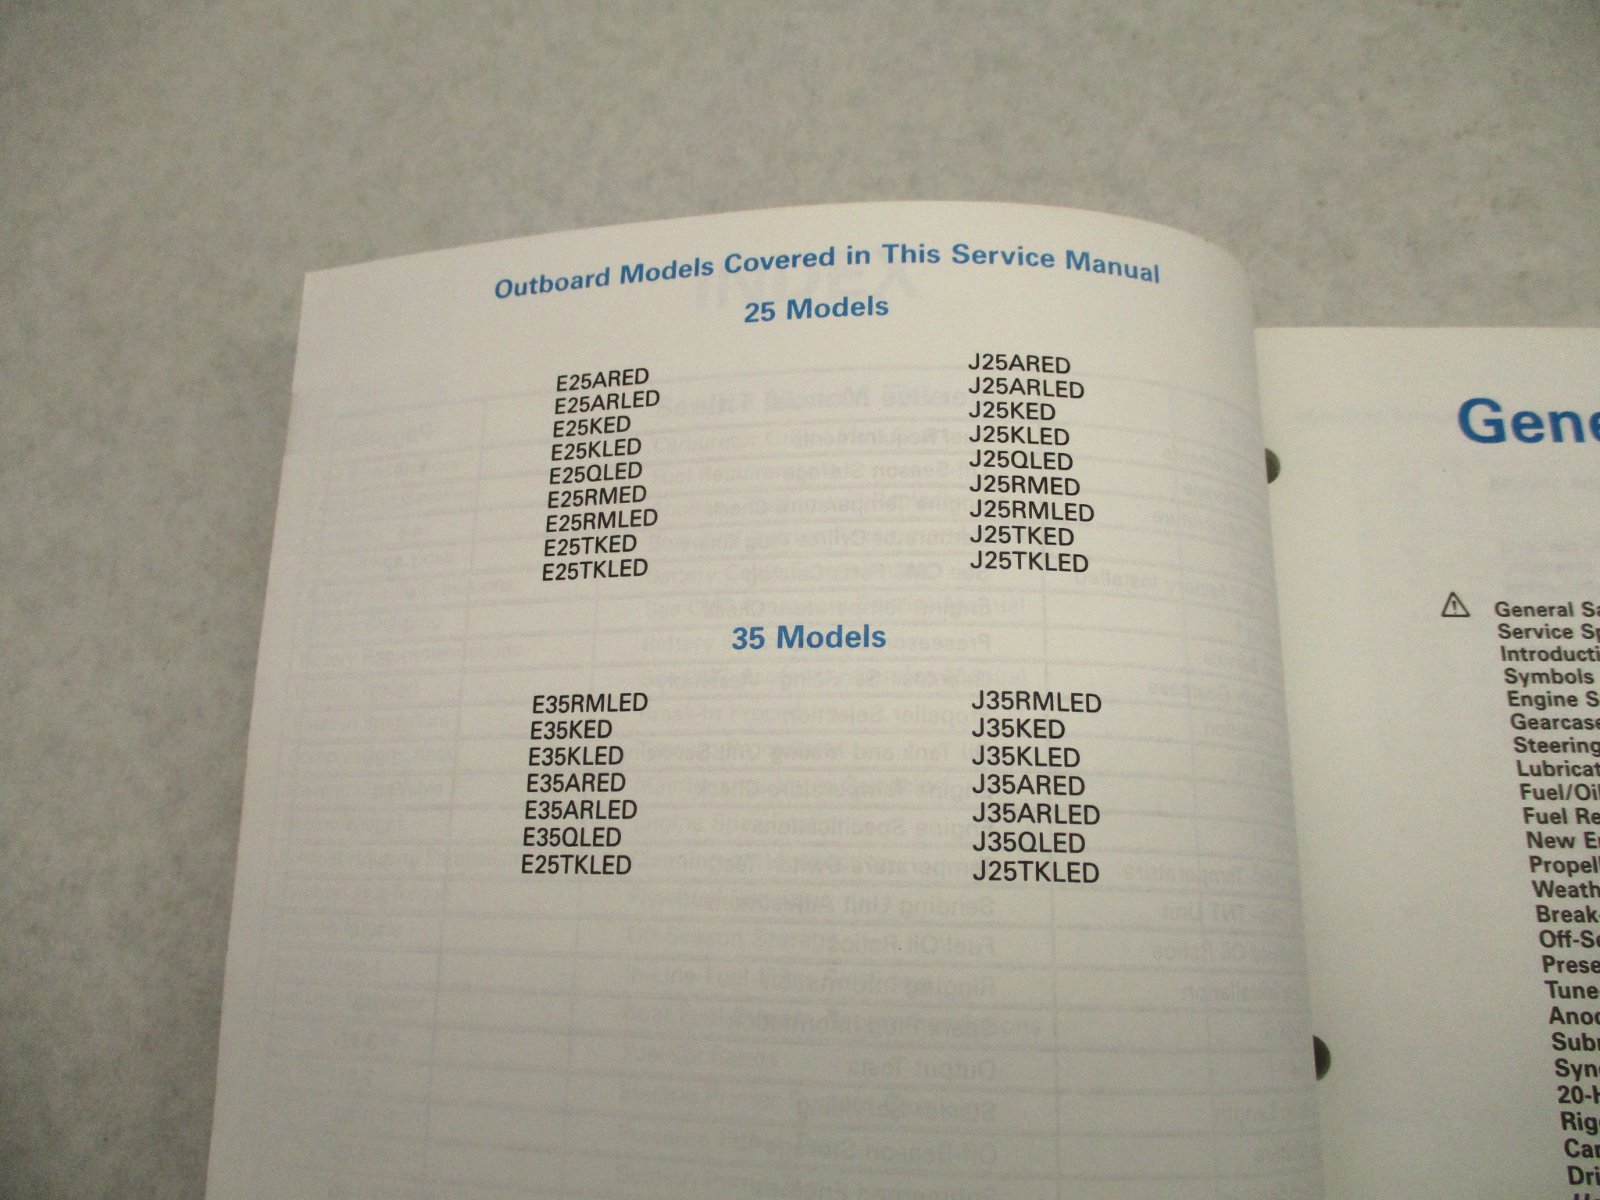 Outboard Models Covered in This Service Manual
25 Models
E25ARED
E25ARLED
E25KED
E25KLED
E25QLED
E25RMED
E25RMLED
E25TKED
E25TKLED
J25ARED
J25ARLED
J25KED
J25KLED
J25QLED
J25RMED
J25RMLED
J25TKED
J25TKLED
35 Models
E35RMLED
E35KED
E35KLED
E35ARED
E35ARLED
E35QLED
E25TKLED
J35RMLED
J35KED
J35KLED
J35ARED
J35ARLED
J35QLED
J25TKLED
Gene
General Sa
Service Sp
Introducti
Symbols
Engine S
Gearcase
Steering
Lubricat
Fuel/Oil
Fuel Re
New E
Propell
Weath
Break-
Off-Se
Prese
Tune
Anod
Subm
Sync
20-H
Rig
Car
Dri